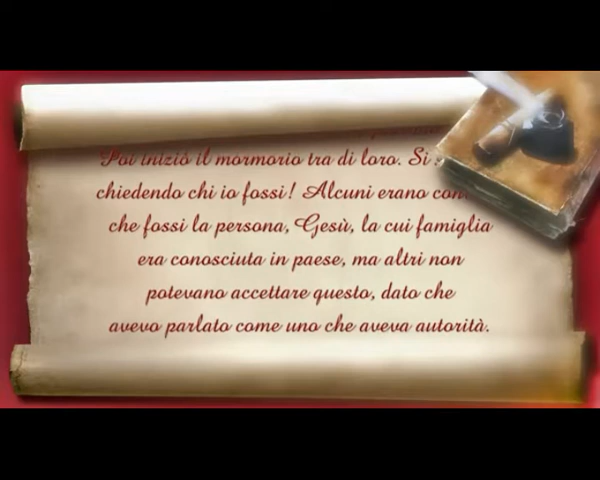 Poi iniziò il mormorio tra di loro. Si
chiedendo chi io fossi! Alcuni erano
che fossi la persona, Gesù, la cui famiglia
era conosciuta in paese, ma altri non
potevano accettare questo, dato che
avevo parlato come uno che aveva autorità.